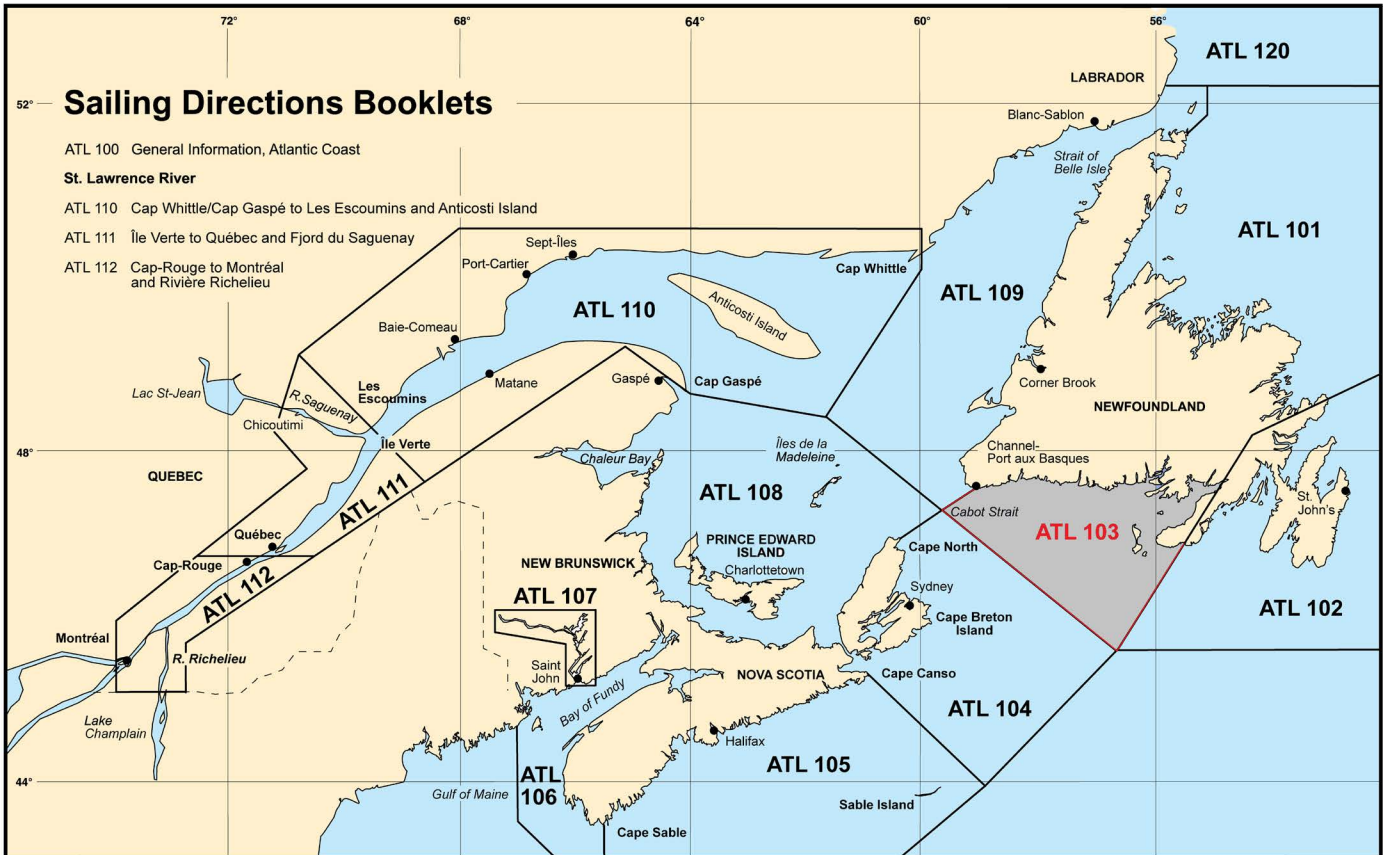 72°
68°
64°
60°
56°
ATL 120
LABRADOR
52°
Sailing Directions Booklets
Blanc-Sablon
ATL 100 General Information, Atlantic Coast
Strait of
Belle Isle
St. Lawrence River
ATL 110 Cap Whittle/Cap Gaspé to Les Escoumins and Anticosti Island
ATL 111 Île Verte to Québec and Fjord du Saguenay
ATL 112 Cap-Rouge to Montréal
and Rivière Richelieu
ATL 101
Sept-Îles
Port-Cartier
Cap Whittle
ATL 109
ATL 110
Anticosti Island
Baie-Comeau
Matane
Gaspé
Cap Gaspé
Corner Brook
Lac St-Jean
Les
Escoumins
R.Saguenay
Chicoutimi
NEWFOUNDLAND
Île Verte
48°
Chaleur Bay
Îles de la
Madeleine
Channel-
Port aux Basques
QUEBEC
ATL 111
ATL 108
St.
John's
Cabot Strait
ATL 103
Québec
Cap-Rouge
PRINCE EDWARD
ISLAND
Charlottetown
Cape North
NEW BRUNSWICK
ATL 112
ATL 107
Sydney
ATL 102
Cape Breton
Island
Montréal
R. Richelieu
Saint
John
NOVA SCOTIA
Cape Canso
Bay of Fundy
Lake
Champlain
ATL 104
Halifax
44°
ATL
106
ATL 105
Gulf of Maine
Sable Island
Cape Sable